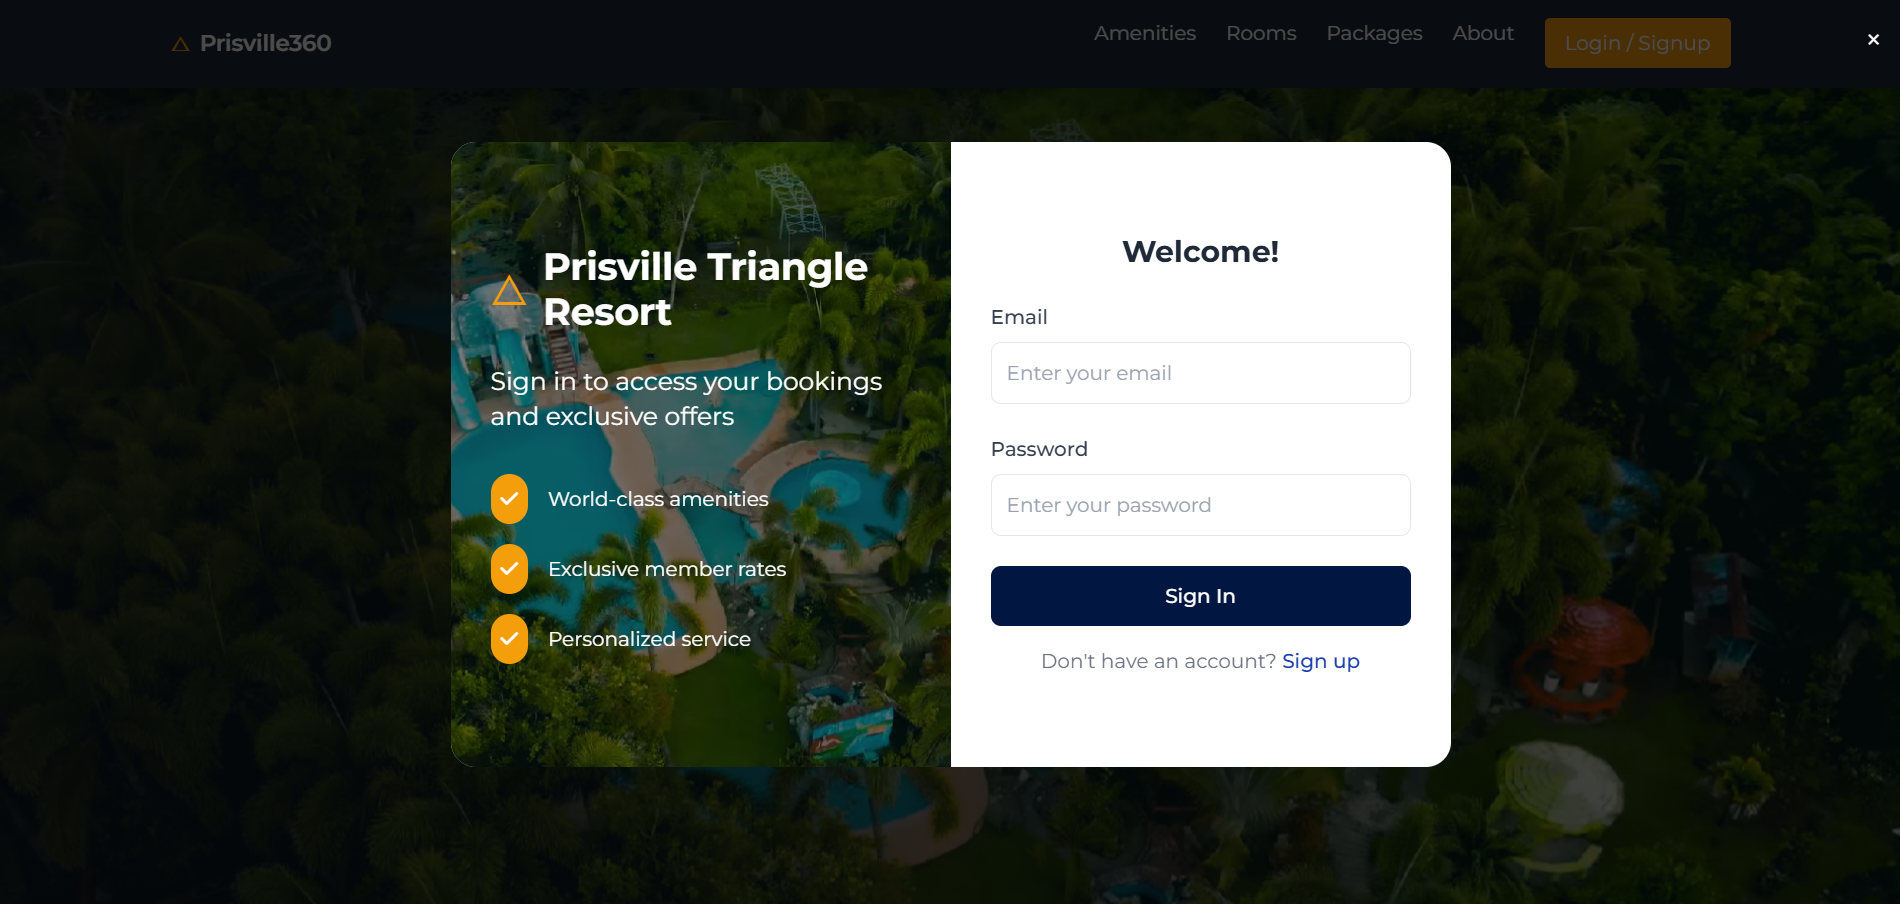 Prisville360
Amenities
Rooms
Packages
About
Login / Signup
Prisville Triangle
Resort
Sign in to access your bookings
and exclusive offers
World-class amenities
Exclusive member rates
Personalized service
Welcome!
Email
Enter your email
Password
Enter your password
Sign In
Don't have an account? Sign up